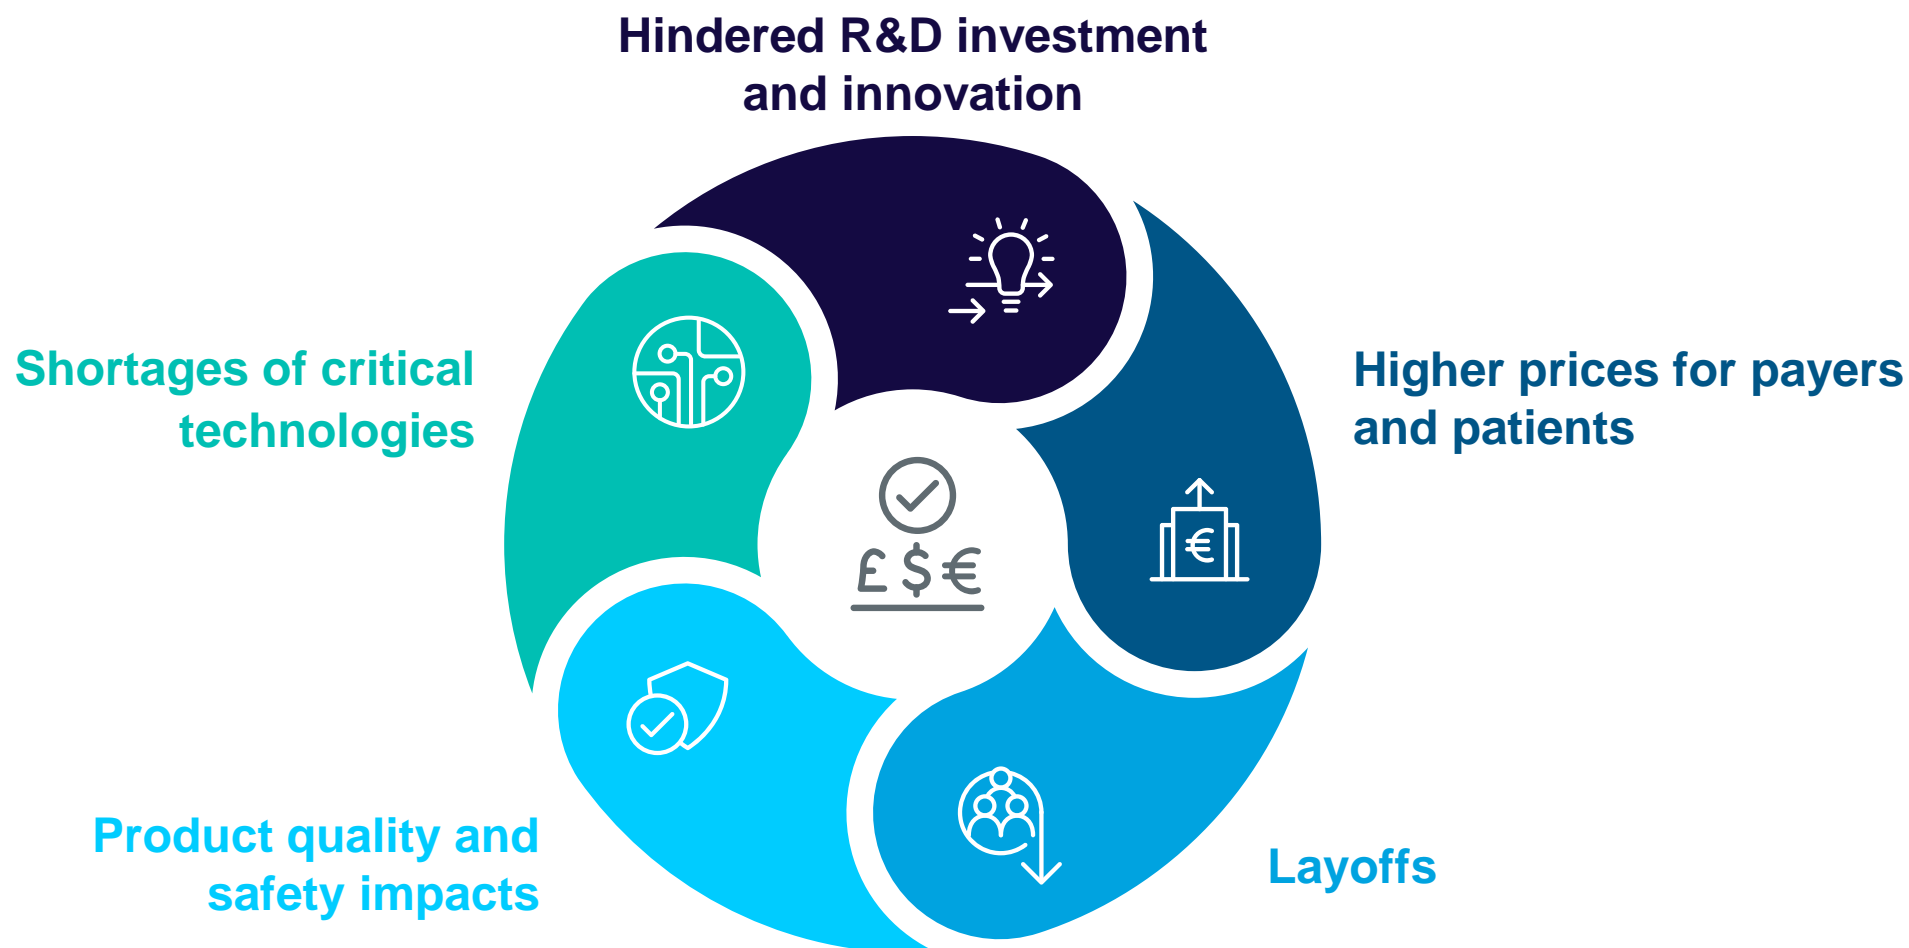 Hindered R&D investment
and innovation
Shortages of critical
technologies
Higher prices for payers
and patients
£$€
€
Product quality and
safety impacts
Layoffs